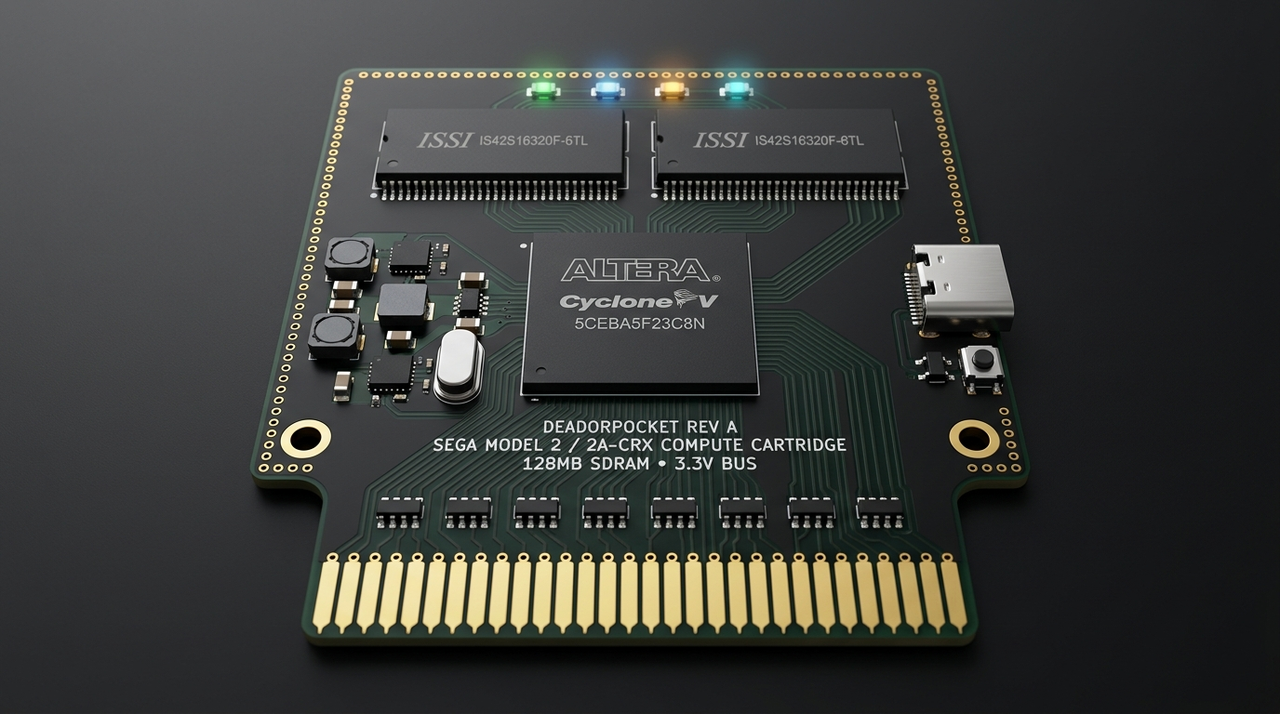 ISSI IS42S16320F-6TL
ISSI IS42S16320F-6TL
ALTERA®
Cyclone V
5CEBA5F23C8N
DEADORPOCKET REV A
SEGA MODEL 2 / 2A-CRX COMPUTE CARTRIDGE
128MB SDRAM • 3.3V BUS